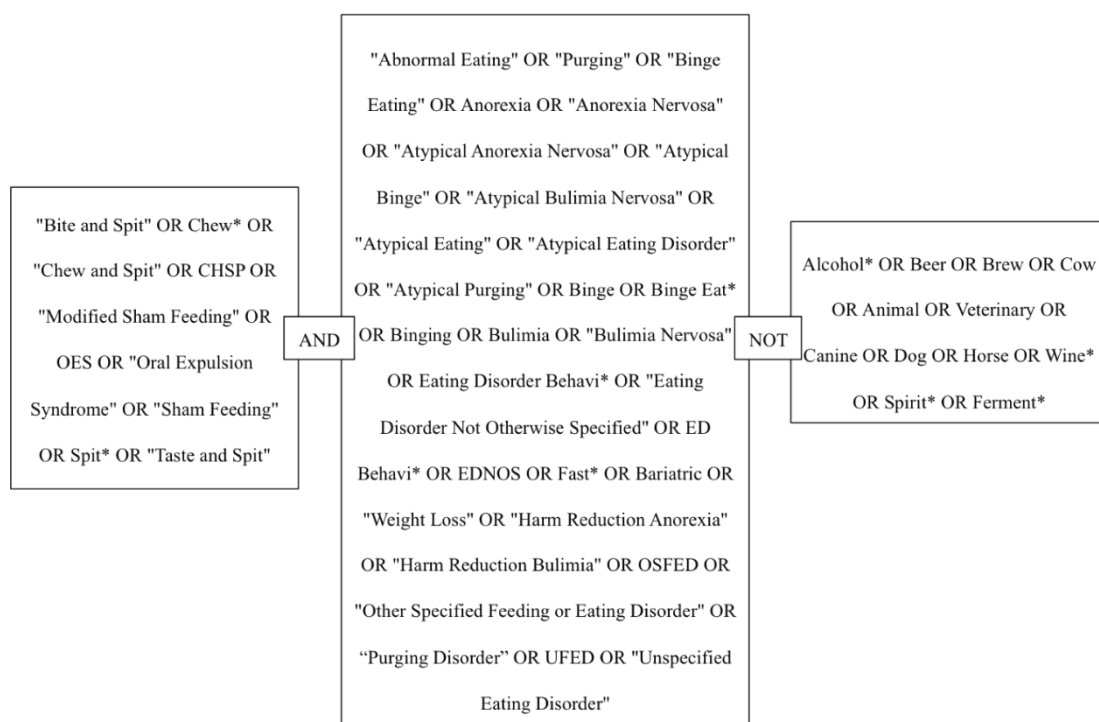 "Bite and Spit" OR Chew* OR
"Chew and Spit" OR CHSP OR
"Modified Sham Feeding" OR
OES OR "Oral Expulsion
Syndrome" OR "Sham Feeding"
OR Spit* OR "Taste and Spit"
AND
"Abnormal Eating" OR "Purging" OR "Binge
Eating" OR Anorexia OR "Anorexia Nervosa"
OR "Atypical Anorexia Nervosa" OR "Atypical
Binge" OR "Atypical Bulimia Nervosa" OR
"Atypical Eating" OR "Atypical Eating Disorder"
OR "Atypical Purging" OR Binge OR Binge Eat*
OR Binging OR Bulimia OR "Bulimia Nervosa"
OR Eating Disorder Behavi* OR "Eating
Disorder Not Otherwise Specified" OR ED
Behavi* OR EDNOS OR Fast* OR Bariatric OR
"Weight Loss" OR "Harm Reduction Anorexia"
OR "Harm Reduction Bulimia" OR OSFED OR
"Other Specified Feeding or Eating Disorder" OR
“Purging Disorder” OR UFED OR "Unspecified
Eating Disorder"
NOT
Alcohol* OR Beer OR Brew OR Cow
OR Animal OR Veterinary OR
Canine OR Dog OR Horse OR Wine*
OR Spirit* OR Ferment*